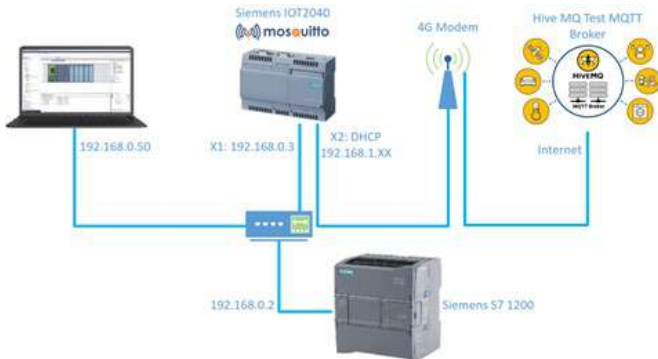 Siemens IOT2040
mosquitto
4G Modem
Hive MQ Test MQTT
Broker
HIVEMQ
MQTT Broker
192.168.0.50
X1: 192.168.0.3
X2: DHCP
192.168.1.XX
Internet
192.168.0.2
Siemens S7 1200